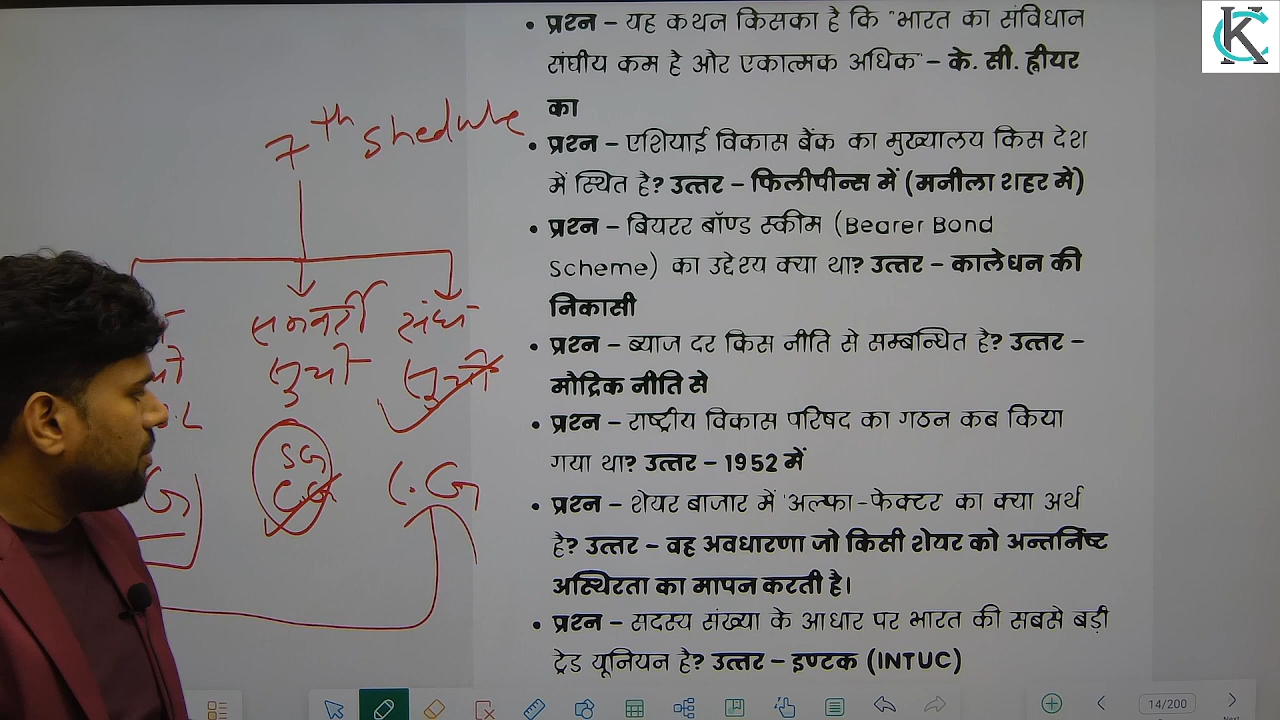 • प्रश्न – यह कथन किसका है कि "भारत का संविधान
संघीय कम है और एकात्मक अधिक" – के. सी. ह्वीयर
का
• प्रश्न – एशियाई विकास बैंक का मुख्यालय किस देश
में स्थित है? उत्तर – फिलीपीन्स में (मनीला शहर में)
• प्रश्न – बियरर बॉण्ड स्कीम (Bearer Bond
Scheme) का उद्देश्य क्या था? उत्तर – कालेधन की
निकासी
• प्रश्न – ब्याज दर किस नीति से सम्बन्धित है? उत्तर –
मौद्रिक नीति से
• प्रश्न – राष्ट्रीय विकास परिषद का गठन कब किया
गया था? उत्तर – 1952 में
• प्रश्न – शेयर बाजार में 'अल्फा-फेक्टर का क्या अर्थ
है? उत्तर – वह अवधारणा जो किसी शेयर को अन्तर्निष्ट
अस्थिरता का मापन करती है।
• प्रश्न – सदस्य संख्या के आधार पर भारत की सबसे बड़ी
ट्रेड यूनियन है? उत्तर – इण्टक (INTUC)
7th Shedule
संघ
सूची सूची
SG
C.G C.G
14/200
Next
KC